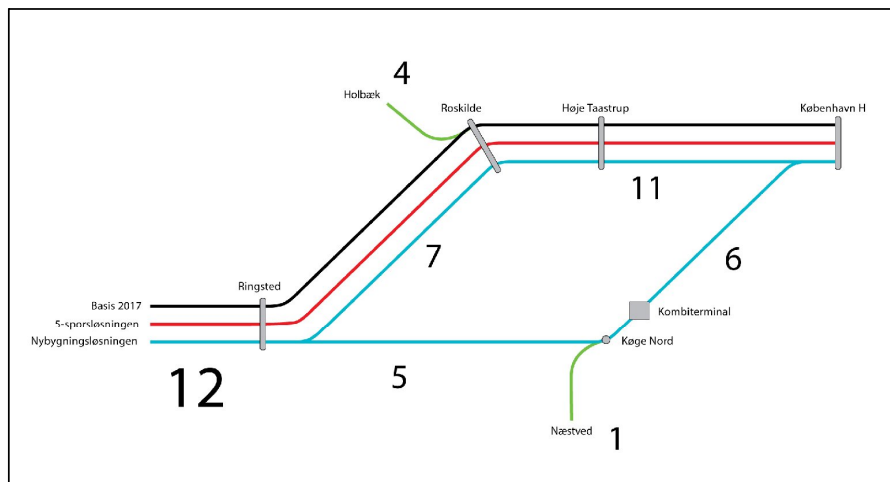 4
Holbæk
Roskilde
Høje Taastrup
København H
11
7
6
Ringsted
Basis 2017
5-sporsløsningen
Nybygningsløsningen
Kombiterminal
Køge Nord
12
5
Næstved
1